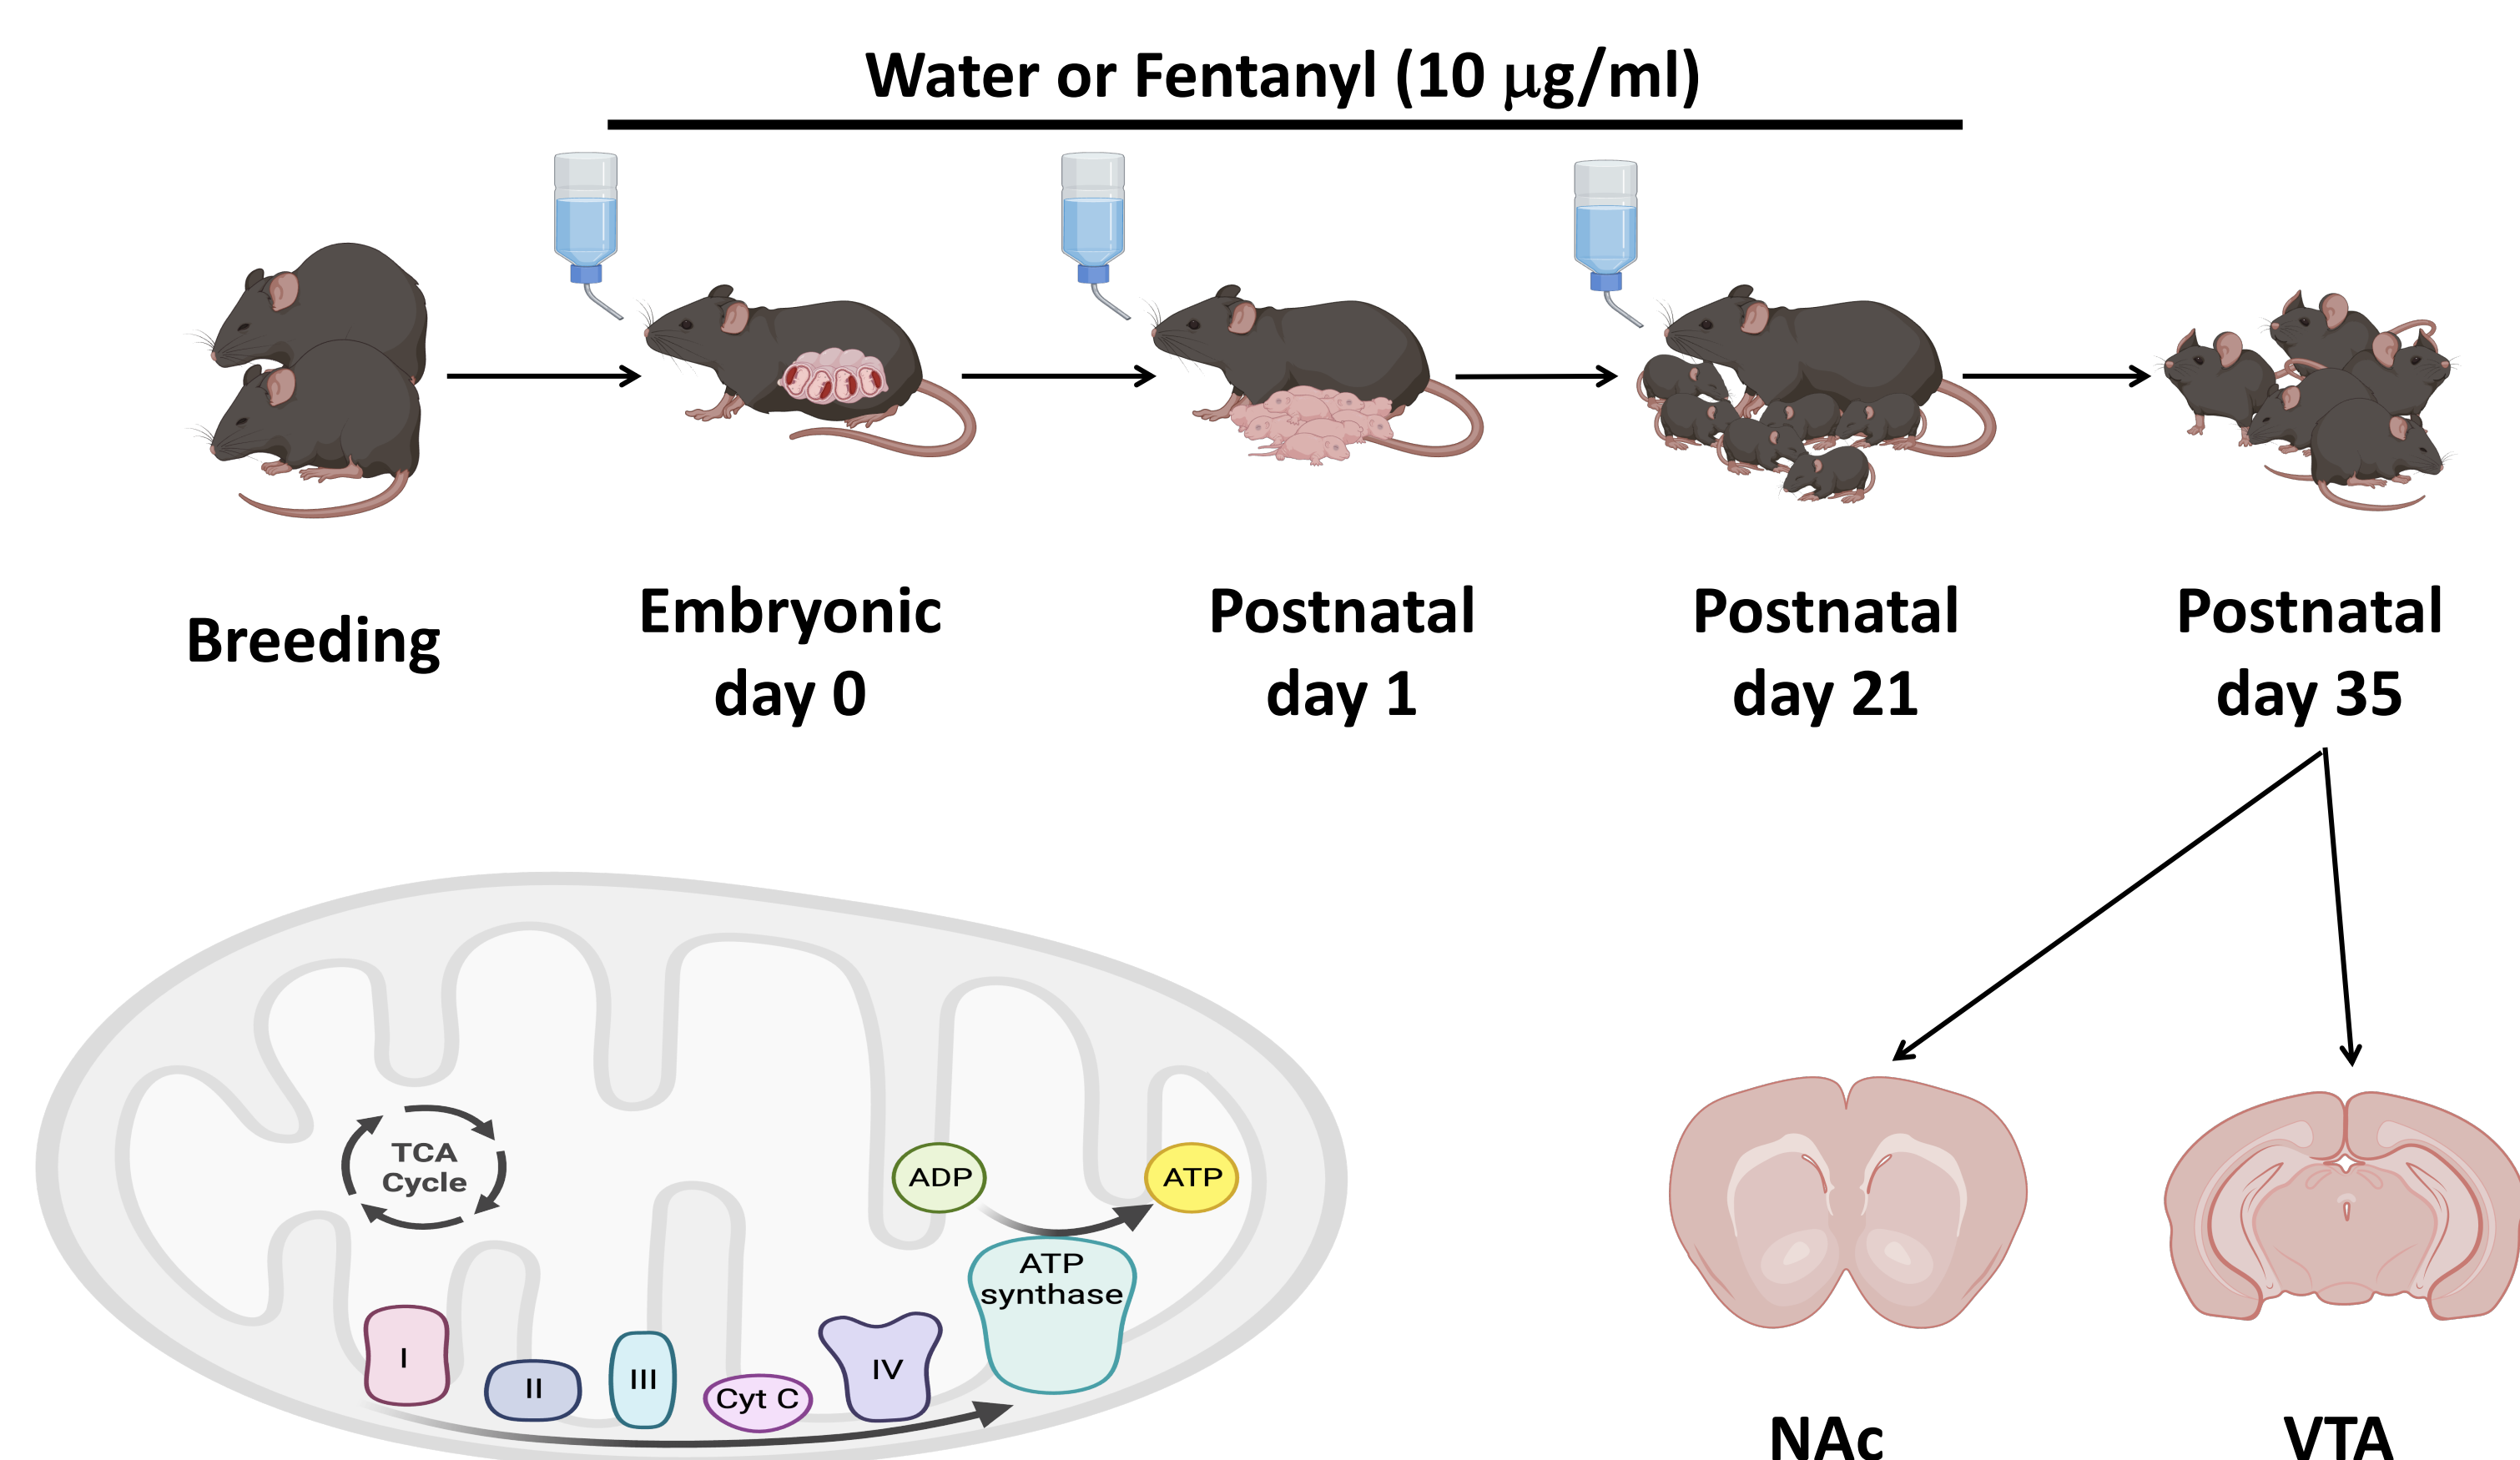 Water or Fentanyl (10 μg/ml)
Breeding
Embryonic
day 0
Postnatal
day 1
Postnatal
day 21
Postnatal
day 35
TCA
Cycle
ADP
ATP
ATP
synthase
I
II
III
Cyt C
IV
NAc
VTA